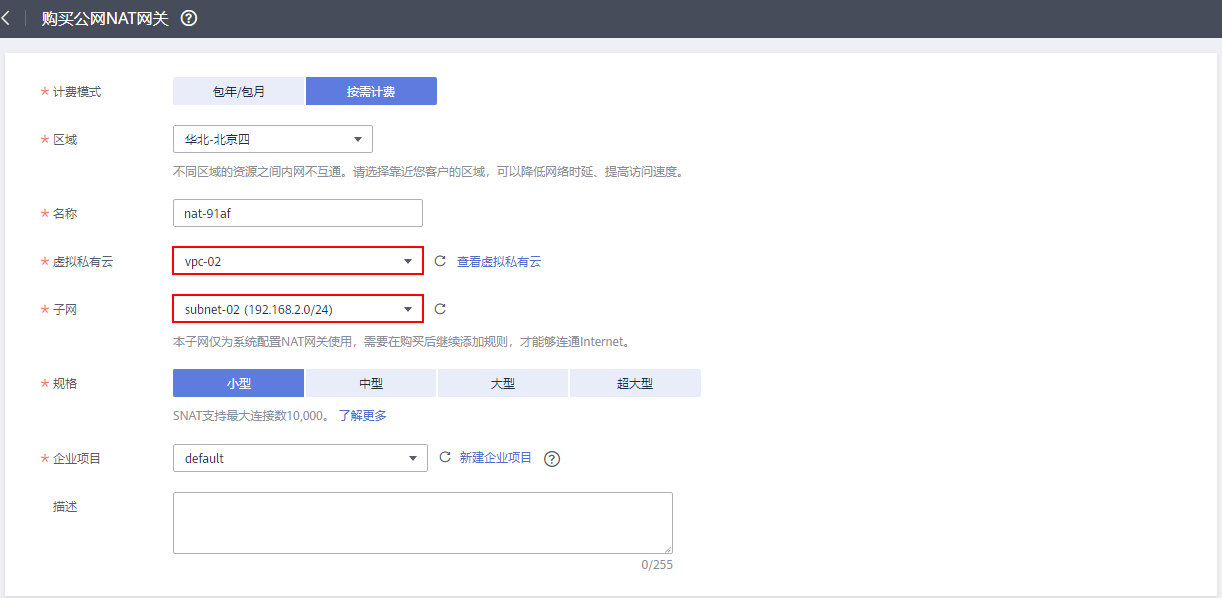 购买公网NAT网关
* 计费模式 包年/包月 按需计费
* 区域 华北-北京四
不同区域的资源之间内网不互通。请选择靠近您客户的区域，可以降低网络时延、提高访问速度。
* 名称 nat-91af
* 虚拟私有云 vpc-02 查看虚拟私有云
* 子网 subnet-02 (192.168.2.0/24)
本子网仅为系统配置NAT网关使用，需要在购买后继续添加规则，才能够连通Internet。
* 规格 小型 中型 大型 超大型
SNAT支持最大连接数10,000。 了解更多
* 企业项目 default 新建企业项目 ?
描述
0/255